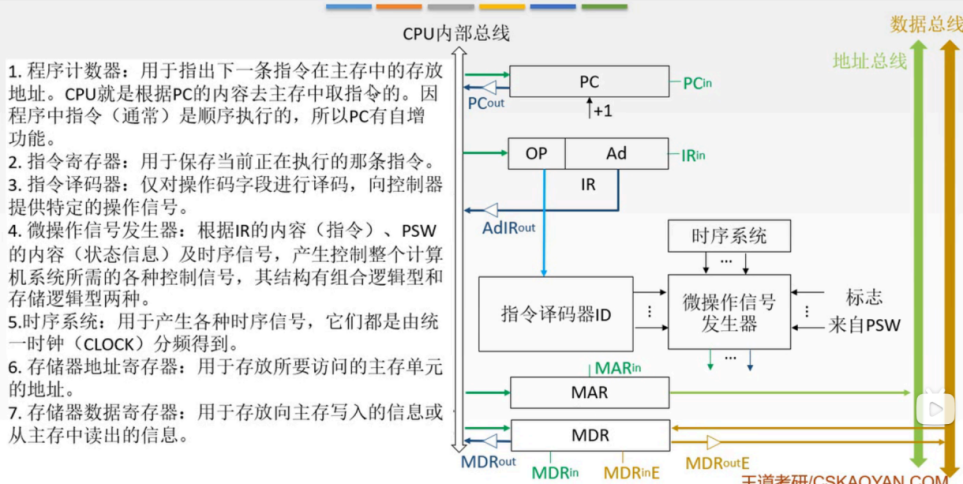 CPU内部总线
数据总线
地址总线
1. 程序计数器：用于指出下一条指令在主存中的存放
地址。CPU就是根据PC的内容去主存中取指令的。因
程序中指令（通常）是顺序执行的，所以PC有自增
功能。
2. 指令寄存器：用于保存当前正在执行的那条指令。
3. 指令译码器：仅对操作码字段进行译码，向控制器
提供特定的操作信号。
4. 微操作信号发生器：根据IR的内容（指令）、PSW
的内容（状态信息）及时序信号，产生控制整个计算
机系统所需的各种控制信号，其结构有组合逻辑型和
存储逻辑型两种。
5.时序系统：用于产生各种时序信号，它们都是由统
一时钟（CLOCK）分频得到。
6. 存储器地址寄存器：用于存放所要访问的主存单元
的地址。
7. 存储器数据寄存器：用于存放向主存写入的信息或
从主存中读出的信息。
PC
PCin
PCout
+1
OP
Ad
IRin
IR
AdIRout
时序系统
...
指令译码器ID
⋮
微操作信号
发生器
⋮
标志
来自PSW
...
MARin
MAR
MDR
MDRout
MDRin
MDRinE
MDRoutE
王道考研/CSKAOYAN.COM